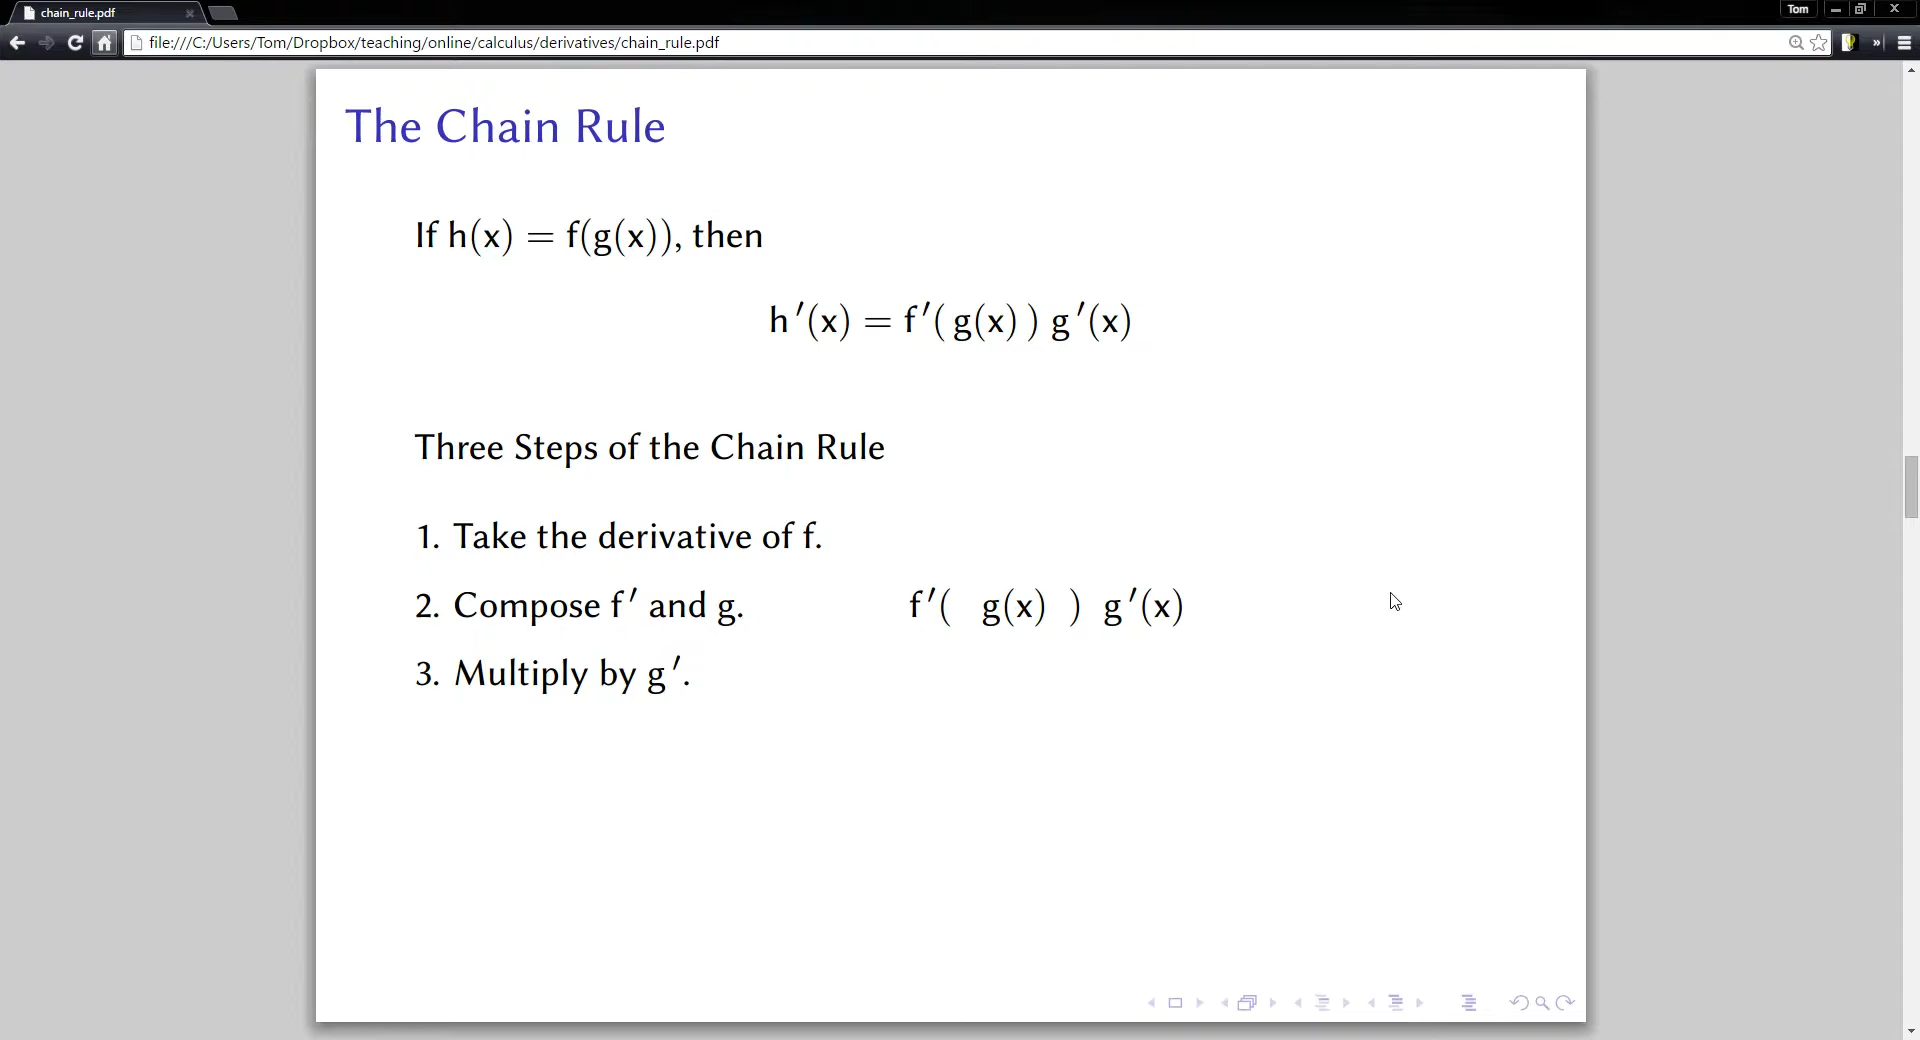 chain_rule.pdf
Tom
file:///C:/Users/Tom/Dropbox/teaching/online/calculus/derivatives/chain_rule.pdf
The Chain Rule
If h(x) = f(g(x)), then
h′(x) = f′( g(x) ) g′(x)
Three Steps of the Chain Rule
1. Take the derivative of f.
2. Compose f′ and g. f′( g(x) ) g′(x)
3. Multiply by g′.